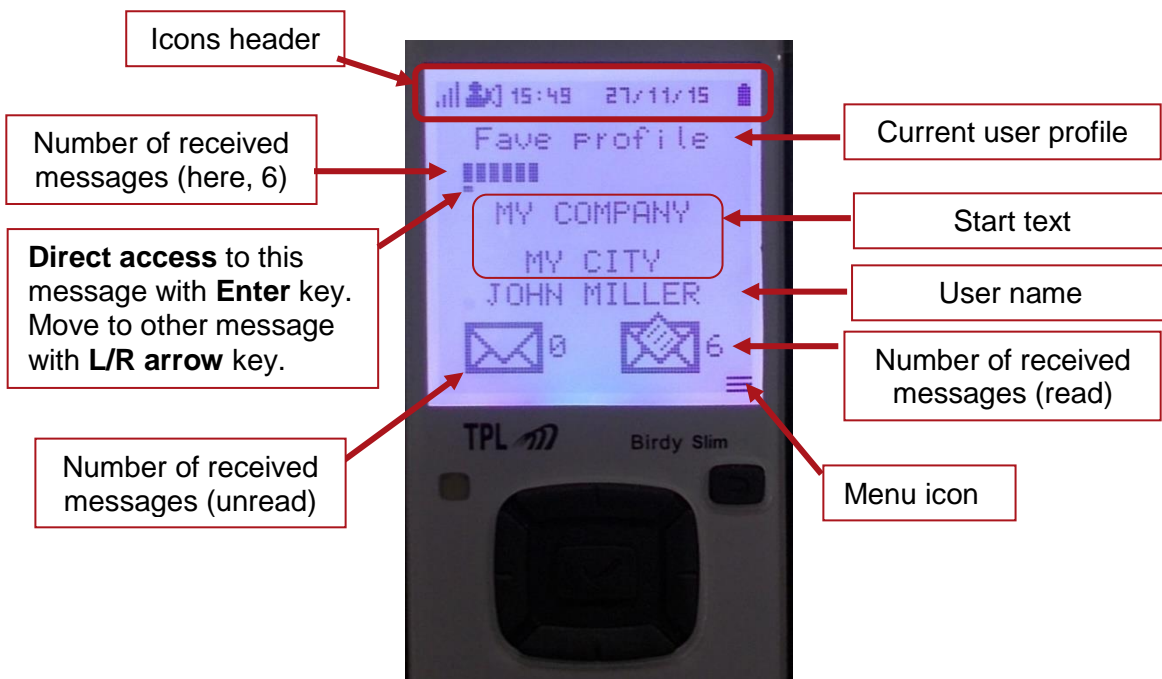 Icons header
15:49 27/11/15
Fave profile
Current user profile
Number of received
messages (here, 6)
MY COMPANY
MY CITY
Start text
Direct access to this
message with Enter key.
Move to other message
with L/R arrow key.
JOHN MILLER
User name
0
6
Number of received
messages (read)
TPL
Birdy Slim
Number of received
messages (unread)
Menu icon